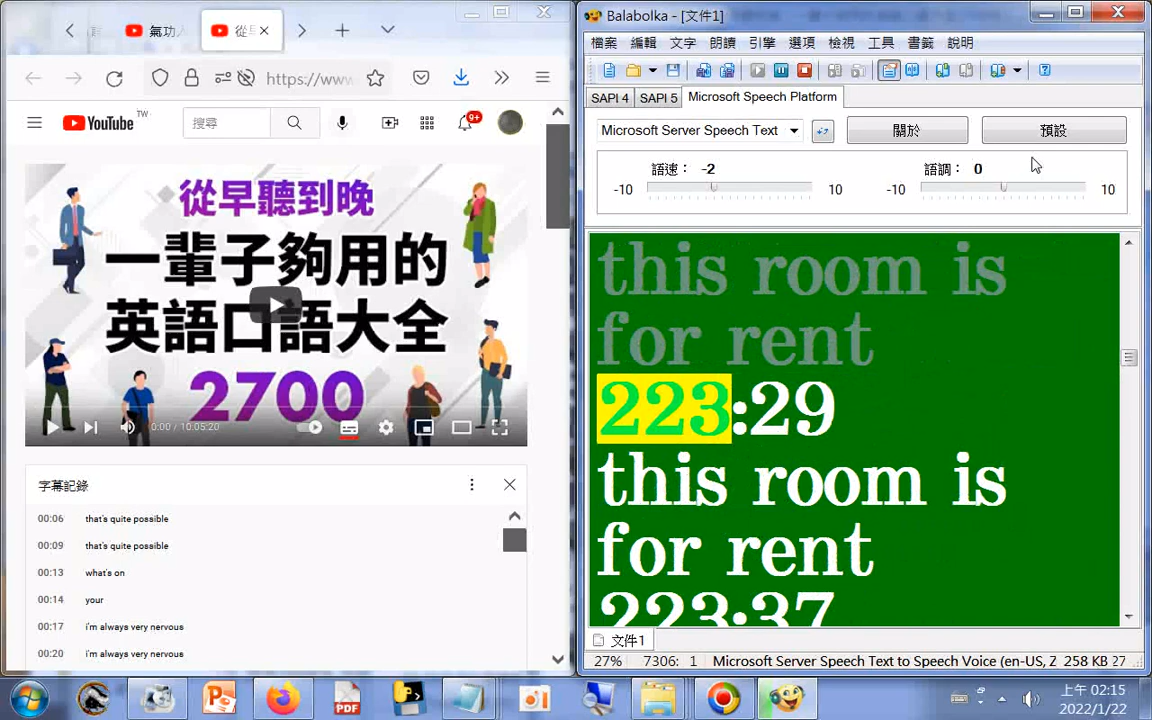 氣功
從
https://www
YouTube TW
搜尋
9+
從早聽到晚
一輩子夠用的
英語口語大全
2700
0:00 / 10:05:20
字幕記錄
00:06 that's quite possible
00:09 that's quite possible
00:13 what's on
00:14 your
00:17 i'm always very nervous
00:20 i'm always very nervous
Balabolka - [文件1]
檔案 編輯 文字 朗讀 引擎 選項 檢視 工具 書籤 說明
SAPI 4 SAPI 5 Microsoft Speech Platform
Microsoft Server Speech Text 關於 預設
語速： -2 語調： 0
-10 10 -10 10
this room is
for rent
223:29
this room is
for rent
223:37
文件1
27% 7306: 1 Microsoft Server Speech Text to Speech Voice (en-US, Z 258 KB 27
PDF
上午 02:15
2022/1/22